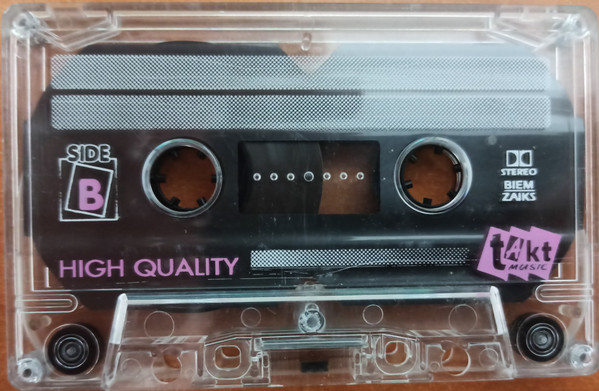 SIDE
B
STEREO
BIEM
ZAIKS
HIGH QUALITY
takt
MUSIC